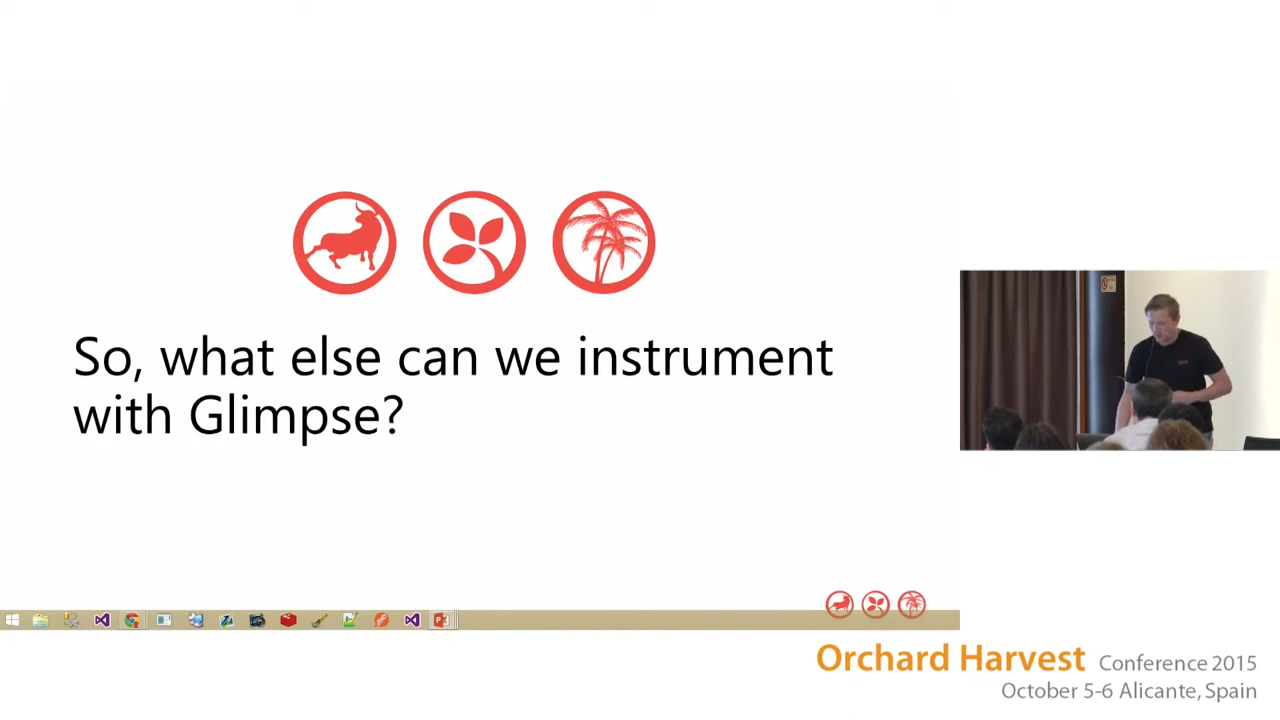 So, what else can we instrument
with Glimpse?
Orchard Harvest Conference 2015
October 5-6 Alicante, Spain